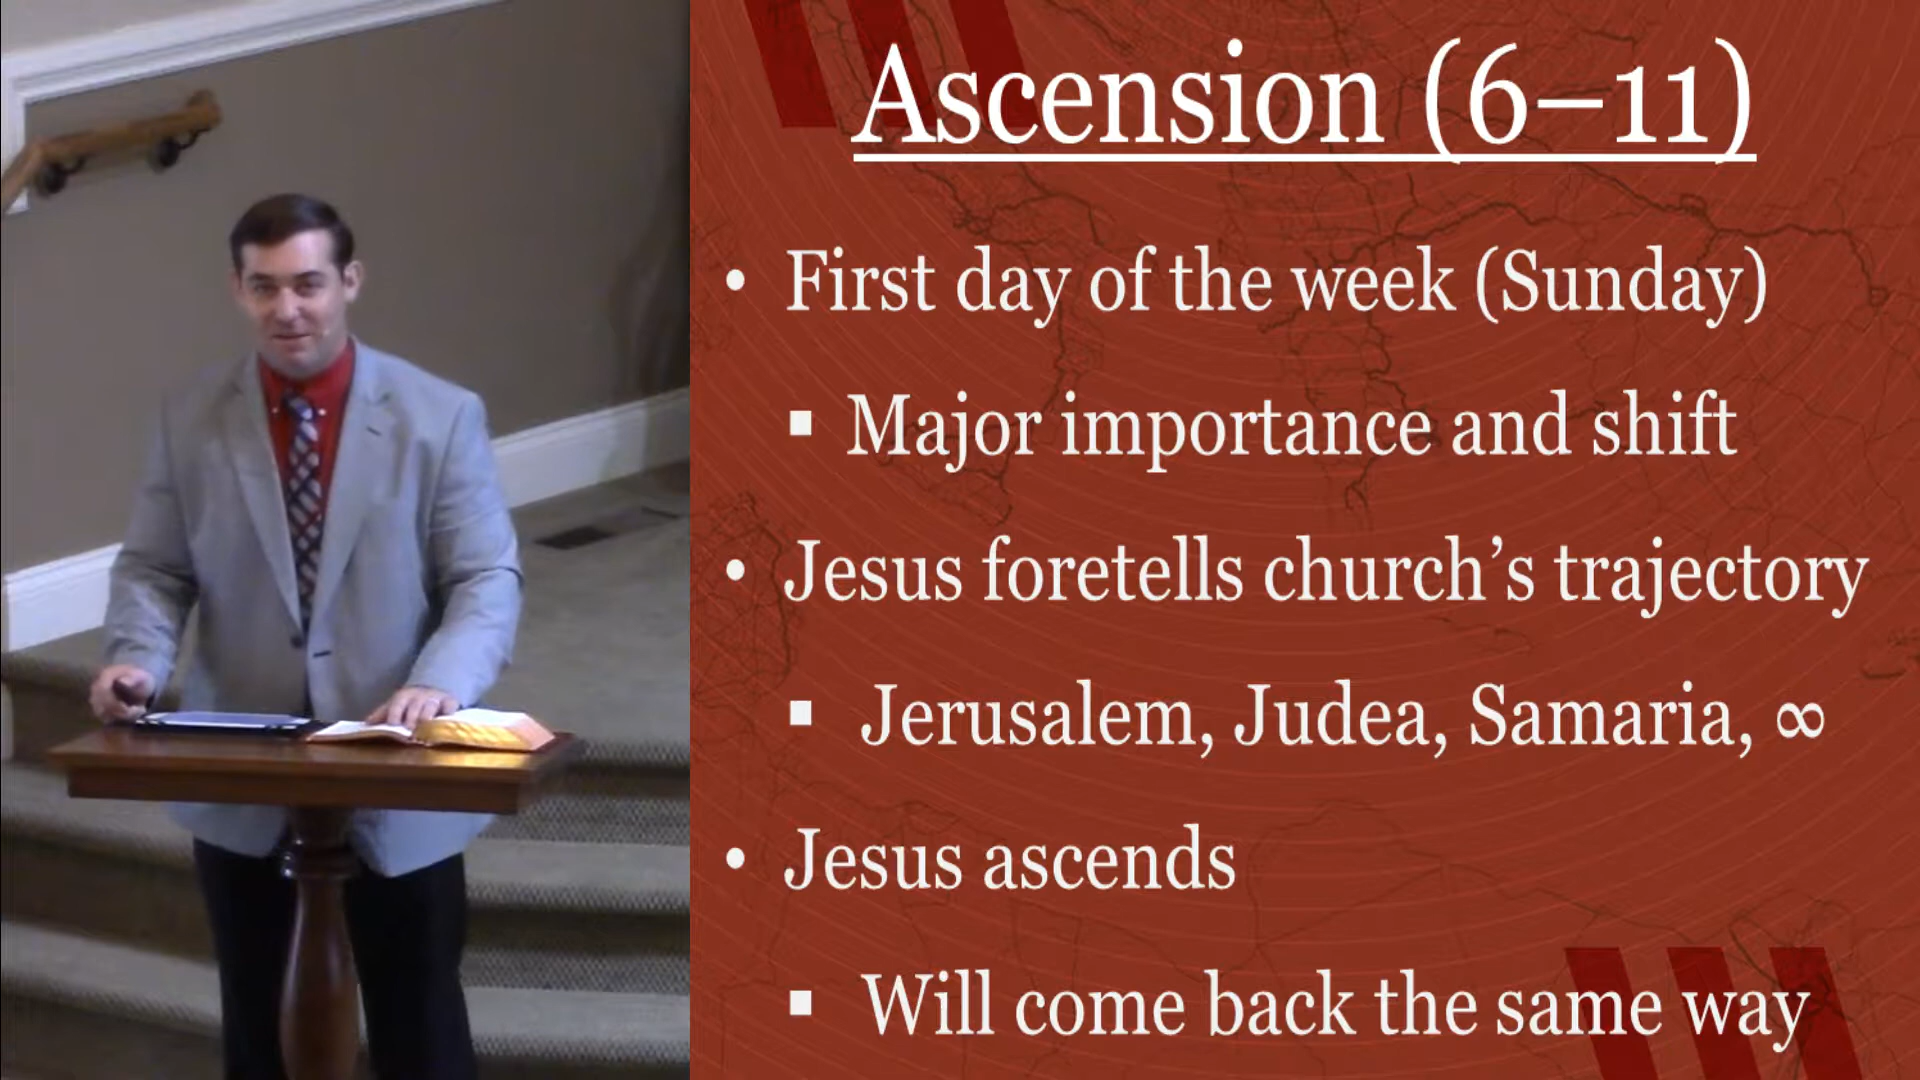 Ascension (6–11)
• First day of the week (Sunday)
▪ Major importance and shift
• Jesus foretells church’s trajectory
▪ Jerusalem, Judea, Samaria, ∞
• Jesus ascends
▪ Will come back the same way